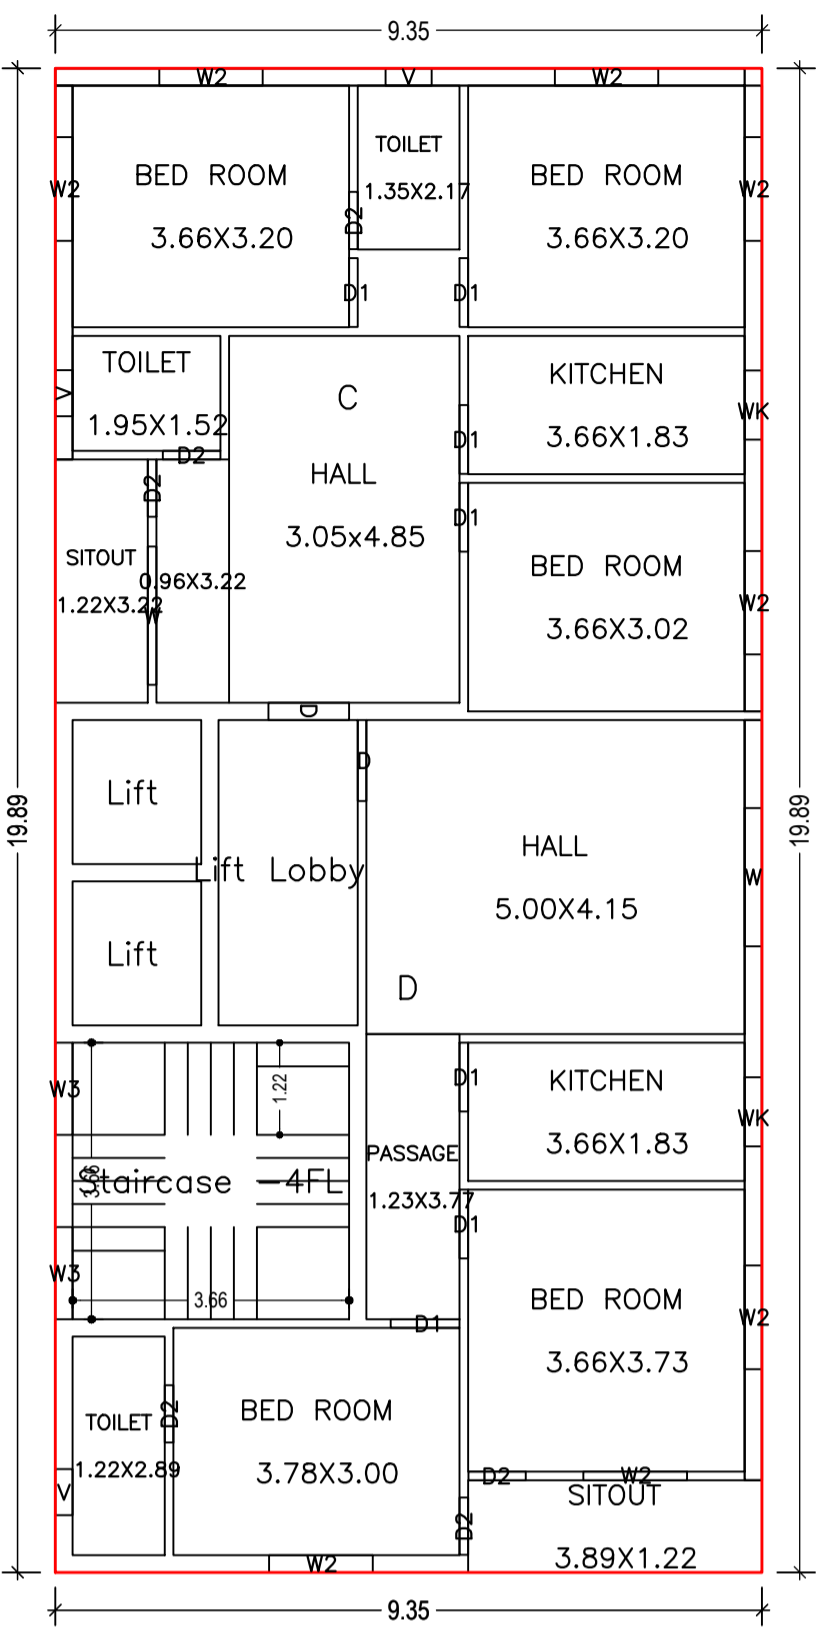 9.35
W2
V
W2
TOILET
1.35X2.17
BED ROOM
3.66X3.20
BED ROOM
3.66X3.20
W2
W2
D2
D1
D1
TOILET
1.95X1.52
V
D2
C
HALL
3.05x4.85
KITCHEN
3.66X1.83
WK
D1
D1
D2
SITOUT
1.22X3.22
0.96X3.22
W
BED ROOM
3.66X3.02
W2
D
D
Lift
Lift Lobby
Lift
HALL
5.00X4.15
W
D
19.89
19.89
W3
1.22
3.66
Staircase -4FL
W3
3.66
D1
KITCHEN
3.66X1.83
WK
PASSAGE
1.23X3.77
D1
BED ROOM
3.66X3.73
W2
D1
TOILET
1.22X2.89
V
D2
BED ROOM
3.78X3.00
W2
D2
W2
D2
SITOUT
3.89X1.22
9.35